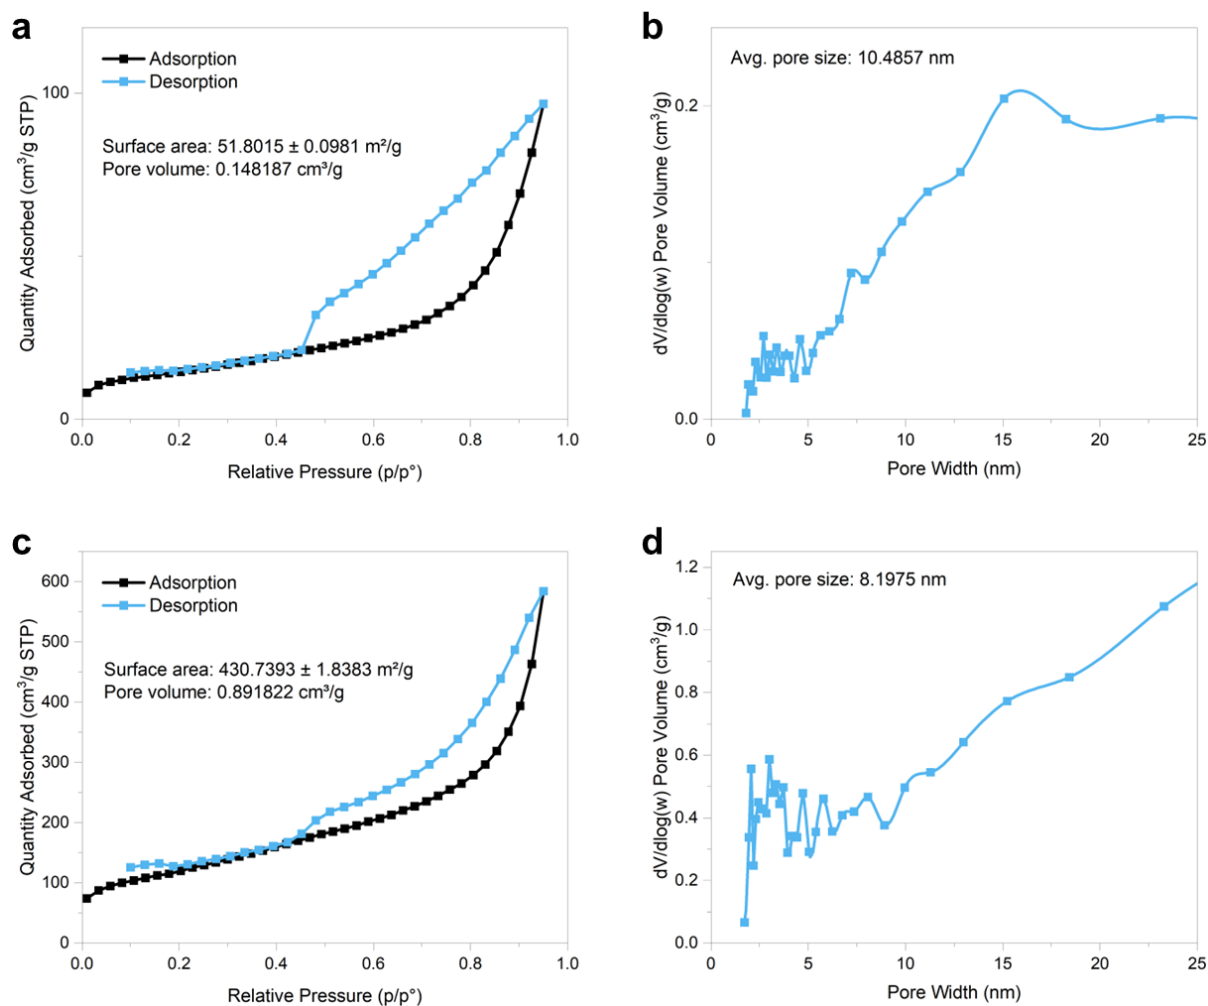 a
Adsorption
Desorption
Surface area: 51.8015 ± 0.0981 m²/g
Pore volume: 0.148187 cm³/g
Quantity Adsorbed (cm³/g STP)
100
0
0.0 0.2 0.4 0.6 0.8 1.0
Relative Pressure (p/p°)
b
Avg. pore size: 10.4857 nm
dV/dlog(w) Pore Volume (cm³/g)
0.2
0.0
0 5 10 15 20 25
Pore Width (nm)
c
Adsorption
Desorption
Surface area: 430.7393 ± 1.8383 m²/g
Pore volume: 0.891822 cm³/g
Quantity Adsorbed (cm³/g STP)
600
500
400
300
200
100
0
0.0 0.2 0.4 0.6 0.8 1.0
Relative Pressure (p/p°)
d
Avg. pore size: 8.1975 nm
dV/dlog(w) Pore Volume (cm³/g)
1.2
1.0
0.8
0.6
0.4
0.2
0.0
0 5 10 15 20 25
Pore Width (nm)